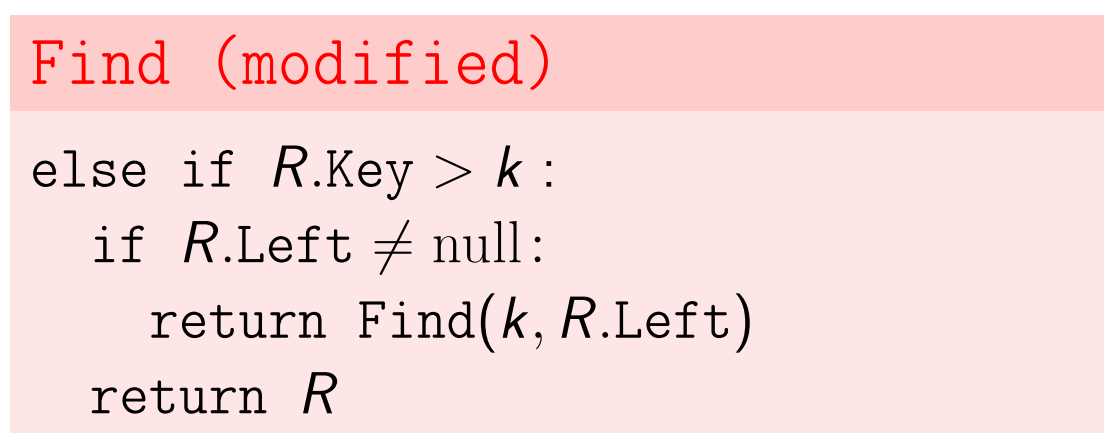 Find (modified)
else if R.Key > k :
if R.Left ≠ null:
return Find(k, R.Left)
return R